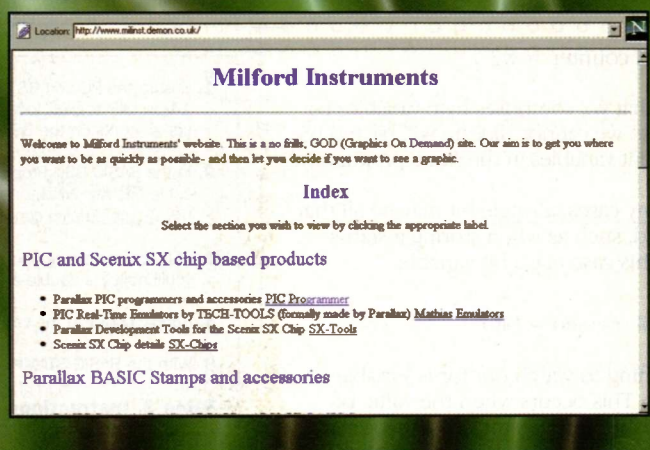 Location: http://www.milinst.demon.co.uk/
N
Milford Instruments
Welcome to Milford Instruments' website. This is a no frills, GOD (Graphics On Demand) site. Our aim is to get you where
you want to be as quickly as possible- and then let you decide if you want to see a graphic.
Index
Select the section you wish to view by clicking the appropriate label.
PIC and Scenix SX chip based products
• Parallax PIC programmers and accessories PIC Programmer
• PIC Real-Time Emulators by TECH-TOOLS (formally made by Parallax) Mathias Emulators
• Parallax Development Tools for the Scenix SX Chip SX-Tools
• Scenix SX Chip details SX-Chips
Parallax BASIC Stamps and accessories